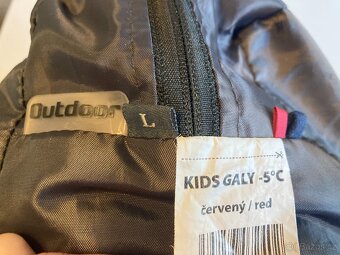 Outdoor
L
KIDS GALY -5°C
červený / red